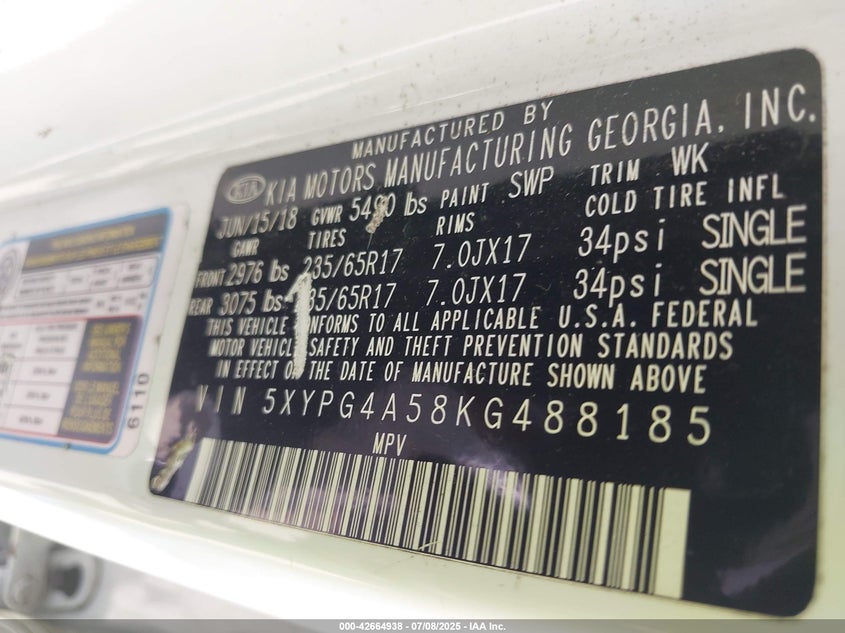 MANUFACTURED BY
KIA KIA MOTORS MANUFACTURING GEORGIA, INC.
JUN/15/18 GVWR 5490 lbs PAINT SWP TRIM WK
GAWR TIRES RIMS COLD TIRE INFL
FRONT 2976 lbs 235/65R17 7.0JX17 34psi SINGLE
REAR 3075 lbs 235/65R17 7.0JX17 34psi SINGLE
THIS VEHICLE CONFORMS TO ALL APPLICABLE U.S.A. FEDERAL
MOTOR VEHICLE SAFETY AND THEFT PREVENTION STANDARDS
IN EFFECT ON THE DATE OF MANUFACTURE SHOWN ABOVE
VIN 5XYPG4A58KG488185
MPV
6110
000-42664938 - 07/08/2025 - IAA Inc.